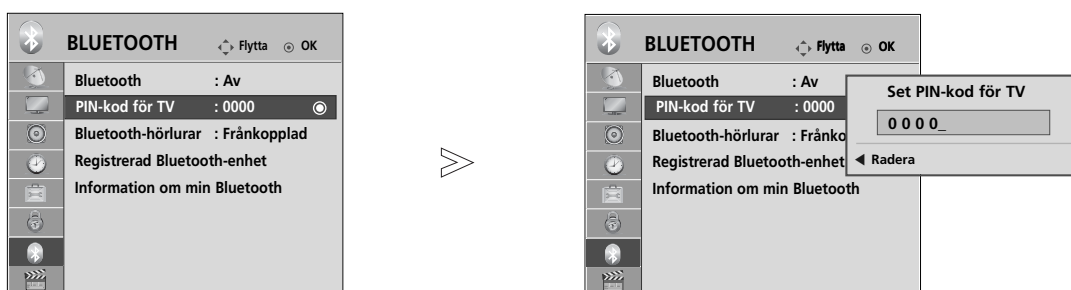 BLUETOOTH Flytta OK
Bluetooth : Av
PIN-kod för TV : 0000
Bluetooth-hörlurar : Frånkopplad
Registrerad Bluetooth-enhet
Information om min Bluetooth
BLUETOOTH Flytta OK
Bluetooth : Av
PIN-kod för TV : 0000
Bluetooth-hörlurar : Frånko
Registrerad Bluetooth-enhet
Information om min Bluetooth
Set PIN-kod för TV
0 0 0 0_
◀ Radera